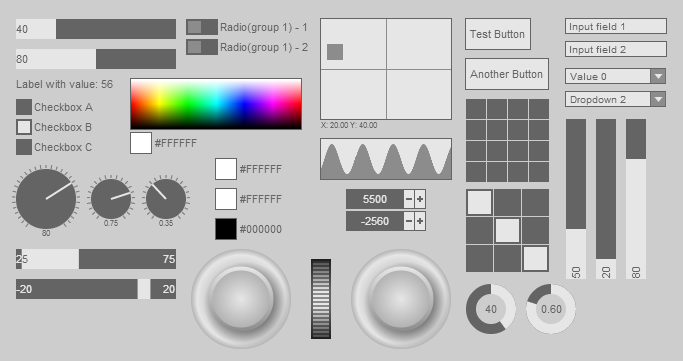 40
80
Radio(group 1) - 1
Radio(group 1) - 2
Label with value: 56
Checkbox A
Checkbox B
Checkbox C
#FFFFFF
#FFFFFF
#FFFFFF
#000000
80
0.75
0.35
25 75
-20 20
X: 20.00 Y: 40.00
5500
-2560
Test Button
Another Button
40
0.60
Input field 1
Input field 2
Value 0
Dropdown 2
50
20
80